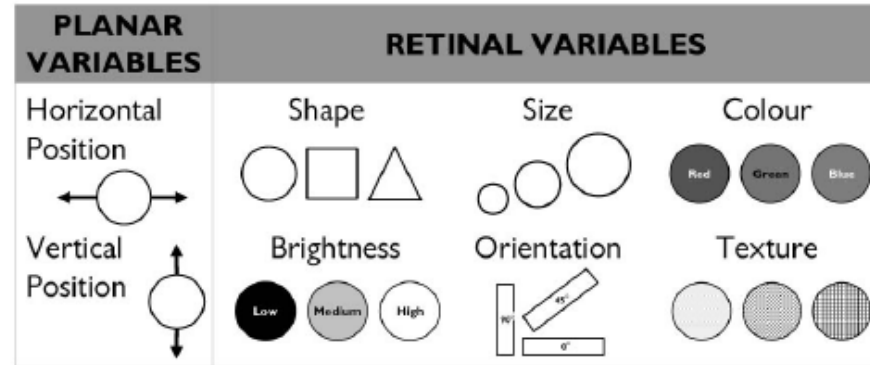 PLANAR
VARIABLES
RETINAL VARIABLES
Horizontal
Position
Vertical
Position
Shape
Size
Colour
Red Green Blue
Brightness
Orientation
Texture
Low Medium High
90°
45°
0°